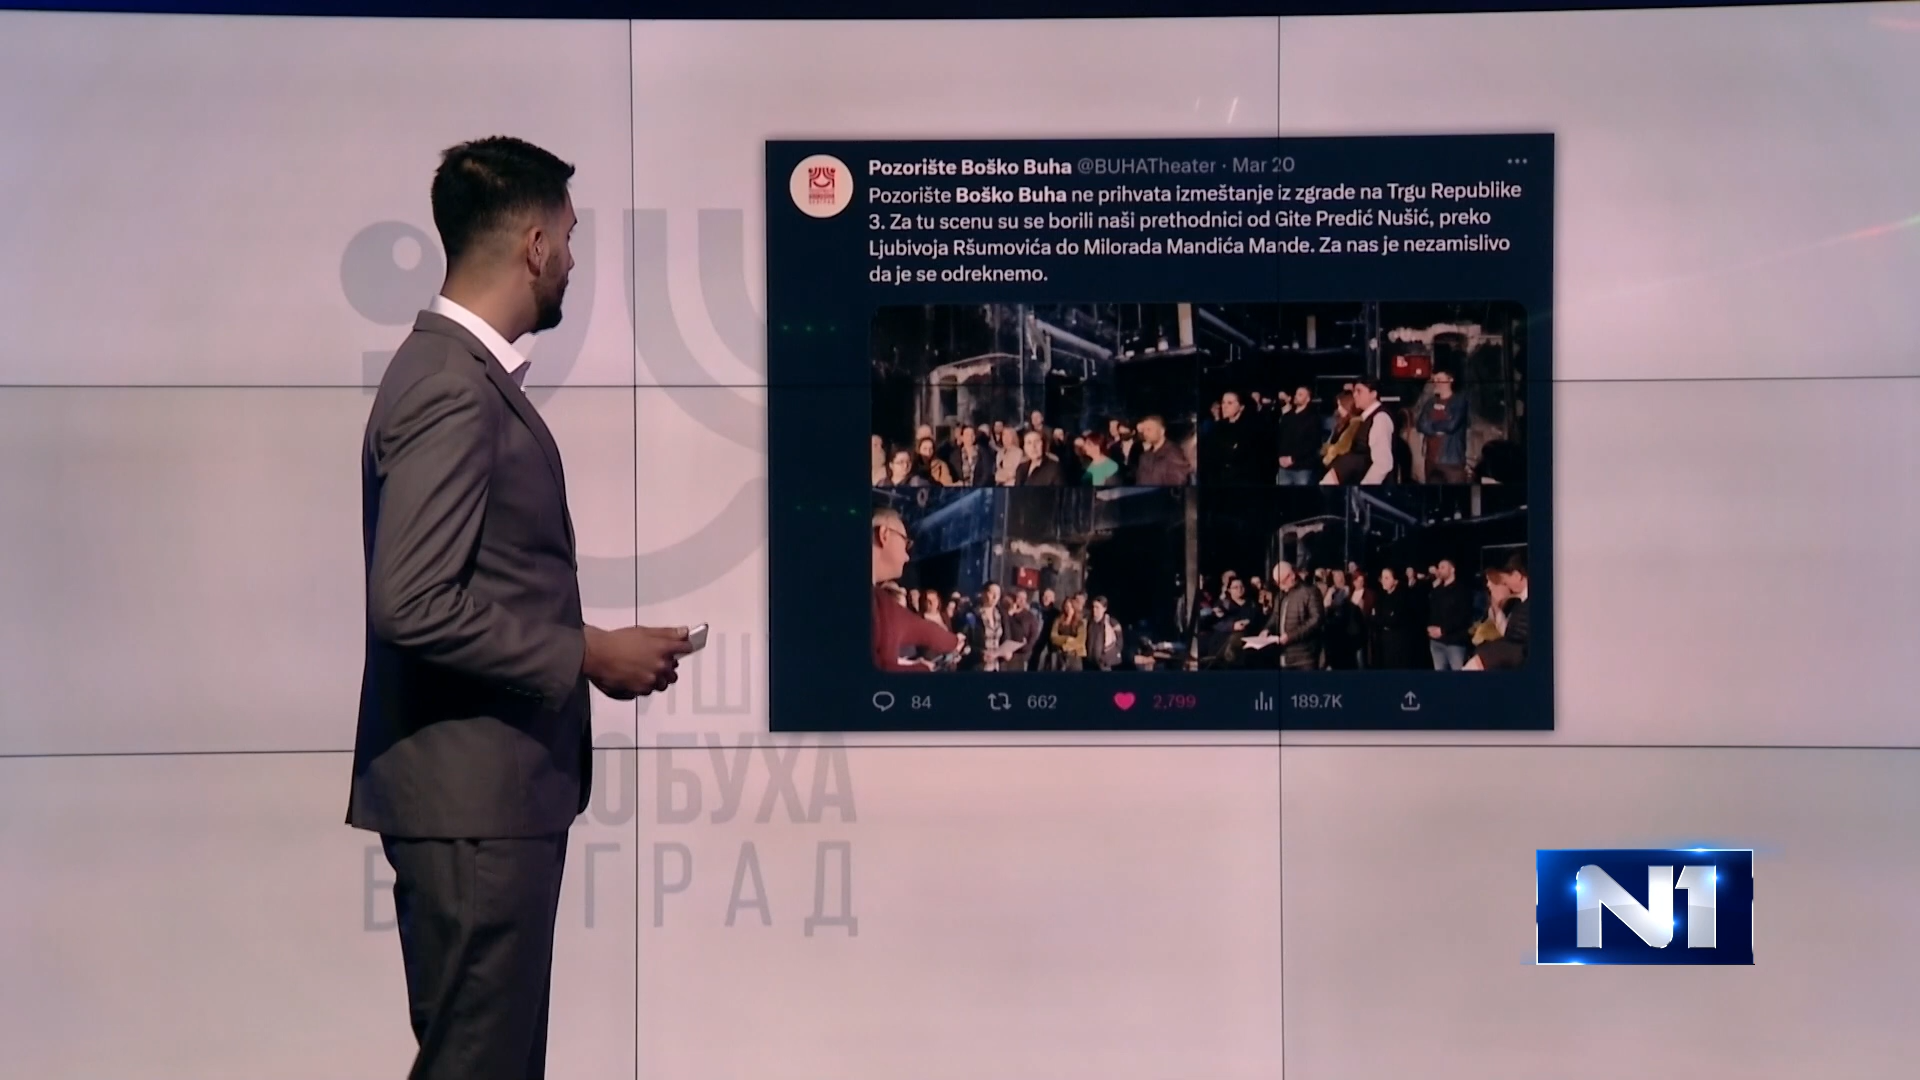 Pozorište Boško Buha @BUHATheater · Mar 20
Pozorište Boško Buha ne prihvata izmeštanje iz zgrade na Trgu Republike
3. Za tu scenu su se borili naši prethodnici od Gite Predić Nušić, preko
Ljubivoja Ršumovića do Milorada Mandića Mande. Za nas je nezamislivo
da je se odreknemo.
84 662 2,799 189.7K
БУХА
ГРАД
N1